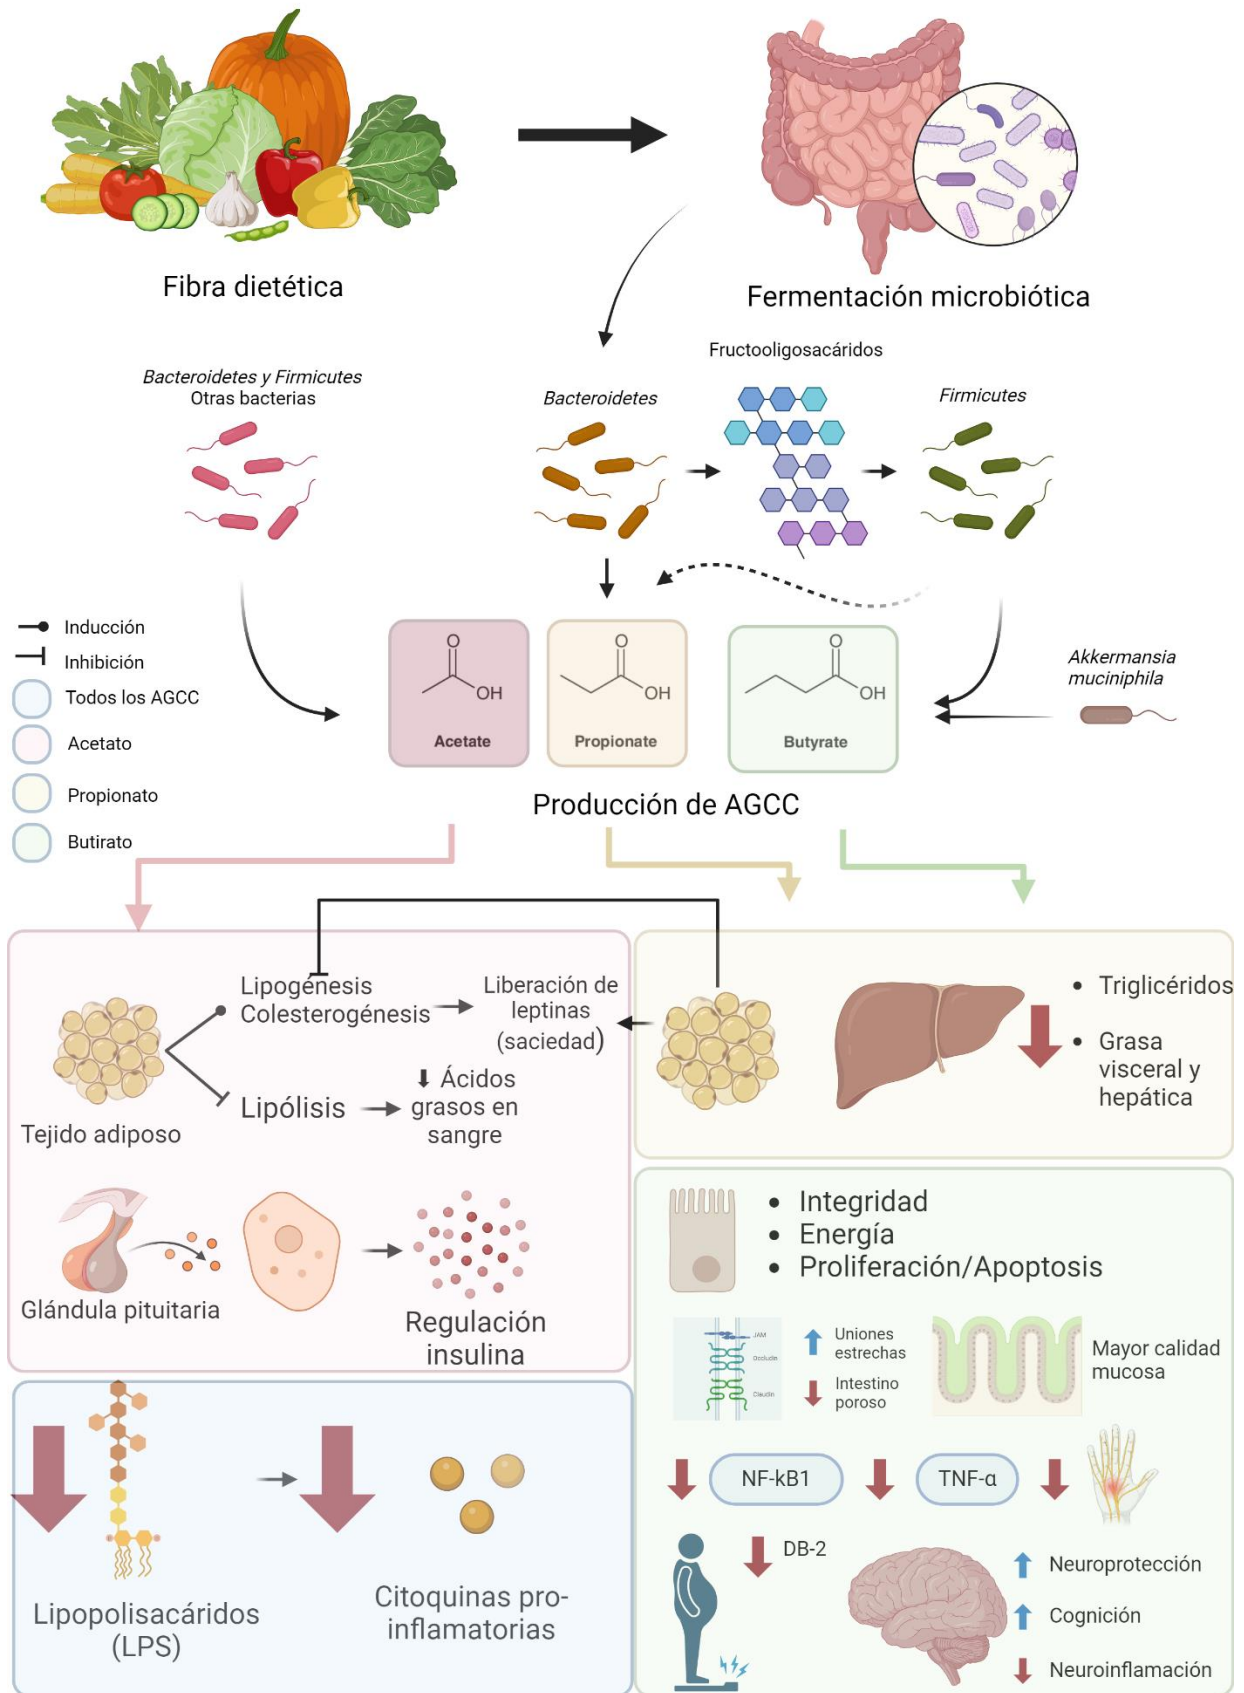 Fibra dietética
Fermentación microbiótica
Bacteroidetes y Firmicutes
Otras bacterias
Bacteroidetes
Fructooligosacáridos
Firmicutes
Inducción
Inhibición
Todos los AGCC
Acetato
Propionato
Butirato
O
OH
Acetate
O
OH
Propionate
O
OH
Butyrate
Akkermansia
muciniphila
Producción de AGCC
Lipogénesis
Colesterogénesis
Liberación de
leptinas
(saciedad)
Lipólisis
Ácidos
grasos en
sangre
Tejido adiposo
Glándula pituitaria
Regulación
insulina
Triglicéridos
Grasa
visceral y
hepática
Integridad
Energía
Proliferación/Apoptosis
JAM
Occludin
Claudin
Uniones
estrechas
Intestino
poroso
Mayor calidad
mucosa
NF-kB1
TNF-α
DB-2
Neuroprotección
Cognición
Neuroinflamación
Lipopolisacáridos
(LPS)
Citoquinas pro-
inflamatorias